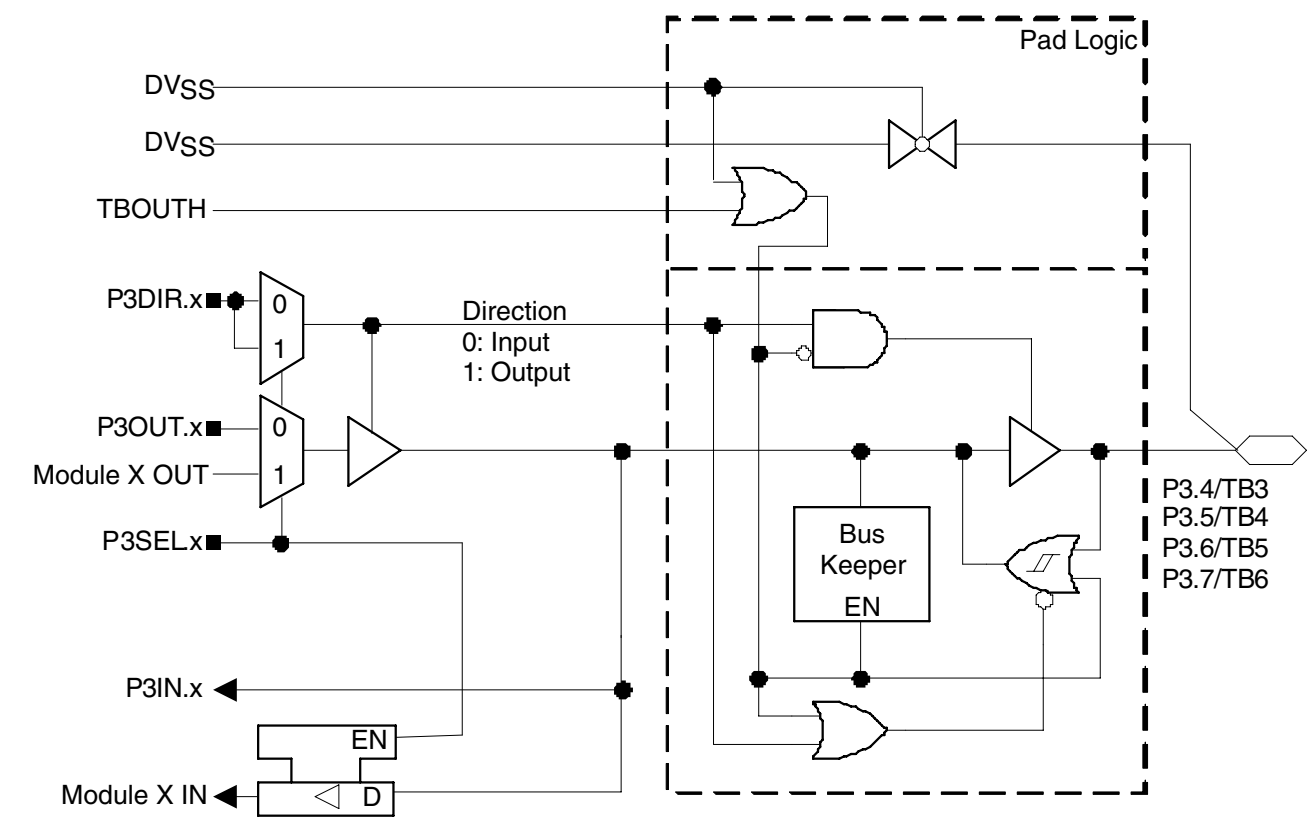 Pad Logic
DVSS
DVSS
TBOUTH
P3DIR.x
0
1
Direction
0: Input
1: Output
P3OUT.x
0
Module X OUT
1
P3SELx
P3.4/TB3
P3.5/TB4
P3.6/TB5
P3.7/TB6
Bus
Keeper
EN
P3IN.x
EN
Module X IN
D